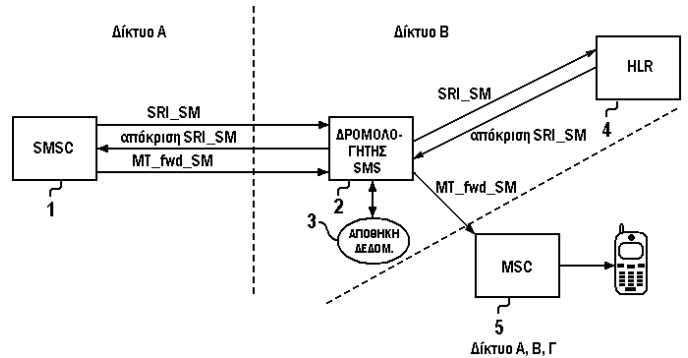 Δίκτυο Α
Δίκτυο Β
SRI_SM
απόκριση SRI_SM
MT_fwd_SM
SMSC
1
ΔΡΟΜΟΛΟ-
ΓΗΤΗΣ
SMS
2
SRI_SM
απόκριση SRI_SM
HLR
4
MT_fwd_SM
3
ΑΠΟΘΗΚΗ
ΔΕΔΟΜ.
MSC
5
Δίκτυο Α, Β, Γ